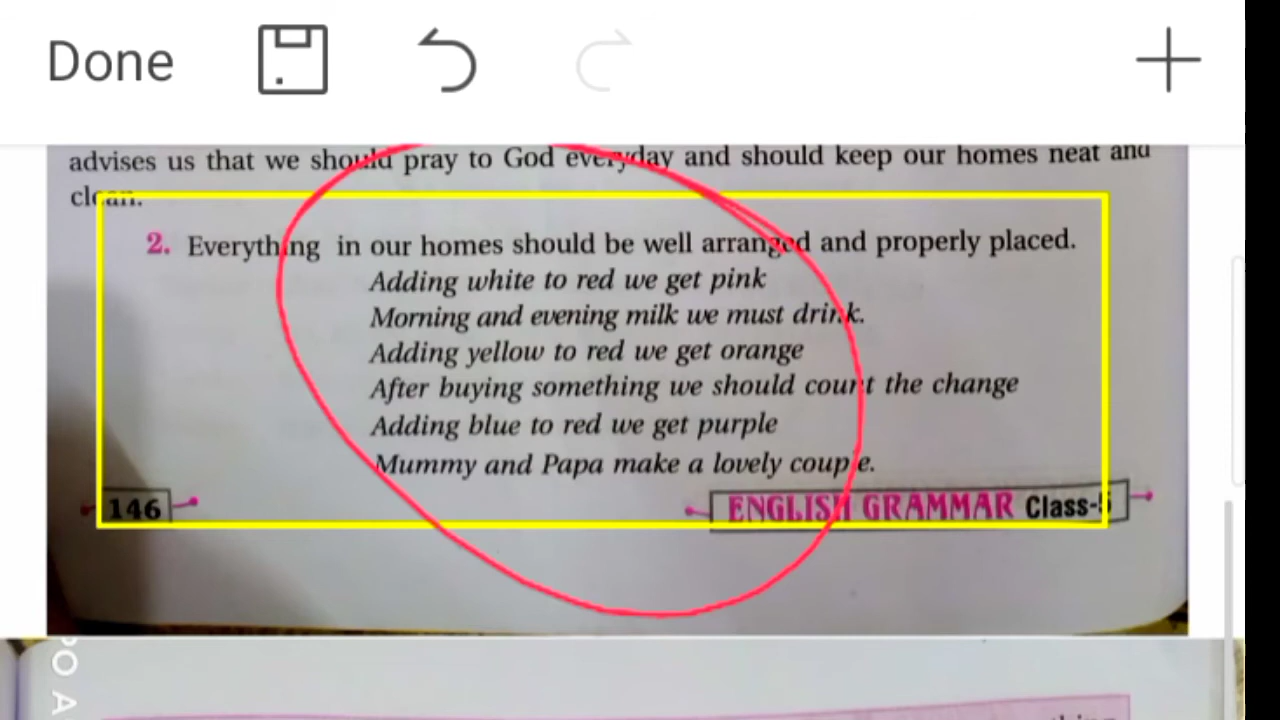 Done
advises us that we should pray to God everyday and should keep our homes neat and
clean.
2. Everything in our homes should be well arranged and properly placed.
Adding white to red we get pink
Morning and evening milk we must drink.
Adding yellow to red we get orange
After buying something we should count the change
Adding blue to red we get purple
Mummy and Papa make a lovely couple.
146
ENGLISH GRAMMAR Class-5